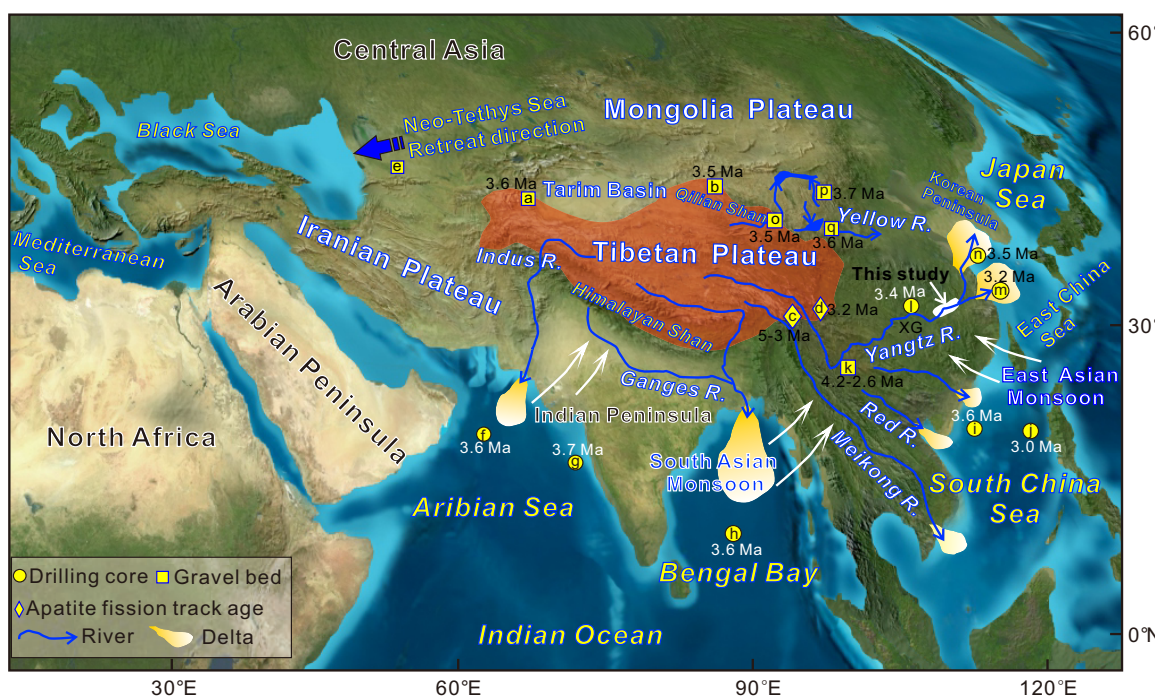 60°
Central Asia
Neo-Tethys Sea
Retreat direction
Mongolia Plateau
Black Sea
e
Japan
Sea
3.6 Ma
a
Tarim Basin
3.5 Ma
b
Qilian Shan
p
3.7 Ma
Korean
Peninsula
o
3.5 Ma
q
3.6 Ma
Yellow R.
Mediterranean
Sea
Iranian Plateau
Indus R.
Tibetan Plateau
n
3.5 Ma
This study
3.2 Ma
m
Arabian Peninsula
Himalayan Shan
c
5-3 Ma
d
3.2 Ma
3.4 Ma
l
XG
East China
Sea
30°
Yangtz R.
k
4.2-2.6 Ma
East Asian
Monsoon
Ganges R.
Indian Peninsula
Red R.
3.6 Ma
i
j
3.0 Ma
North Africa
f
3.6 Ma
3.7 Ma
g
South Asian
Monsoon
Meikong R.
South China
Sea
Aribian Sea
h
3.6 Ma
Bengal Bay
Drilling core
Gravel bed
Apatite fission track age
River
Delta
Indian Ocean
0°N
30°E
60°E
90°E
120°E